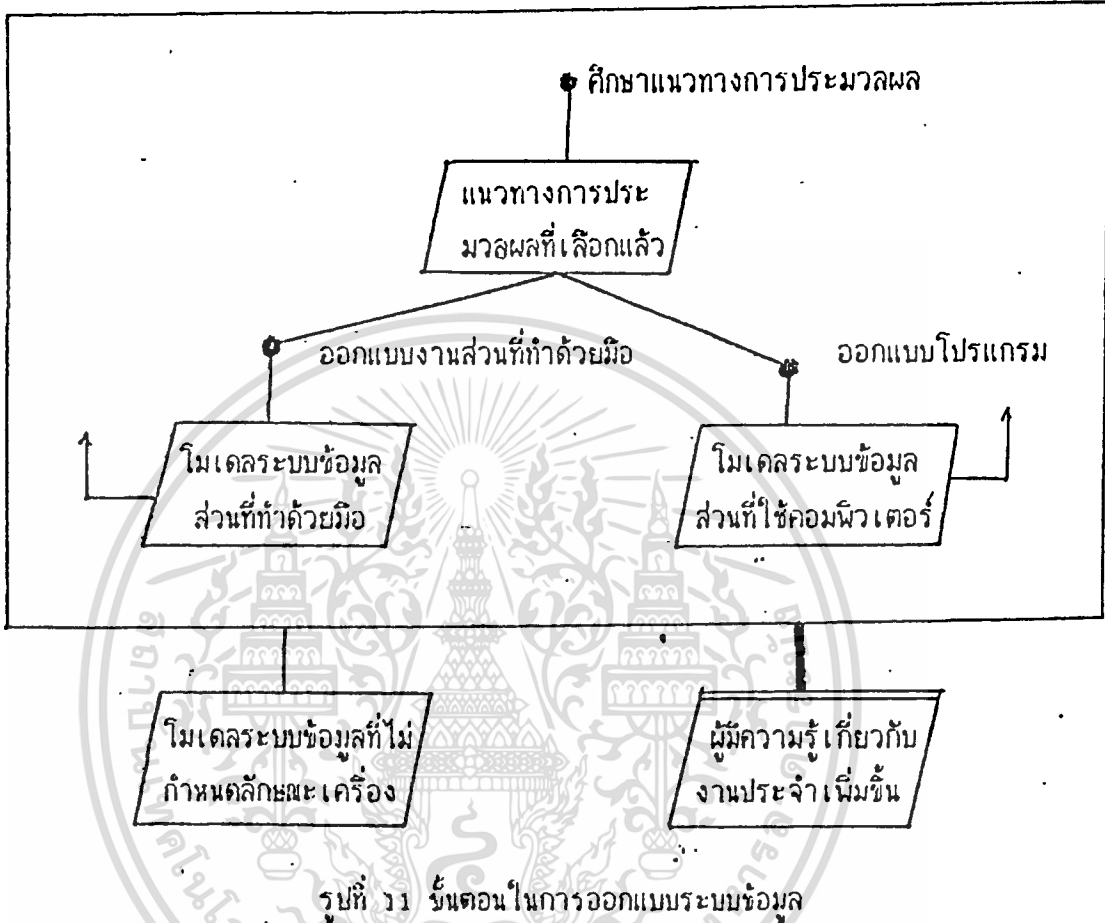 ศึกษาแนวทางการประมวลผล
แนวทางการประ
มวลผลที่เลือกแล้ว
ออกแบบงานส่วนที่ทำด้วยมือ
ออกแบบโปรแกรม
โมเดลระบบข้อมูล
ส่วนที่ทำด้วยมือ
โมเดลระบบข้อมูล
ส่วนที่ใช้คอมพิวเตอร์
โมเดลระบบข้อมูลที่ไม่
กำหนดลักษณะเครื่อง
ผู้มีความรู้เกี่ยวกับ
งานประจำเพิ่มขึ้น
รูปที่ 11 ขั้นตอนในการออกแบบระบบข้อมูล